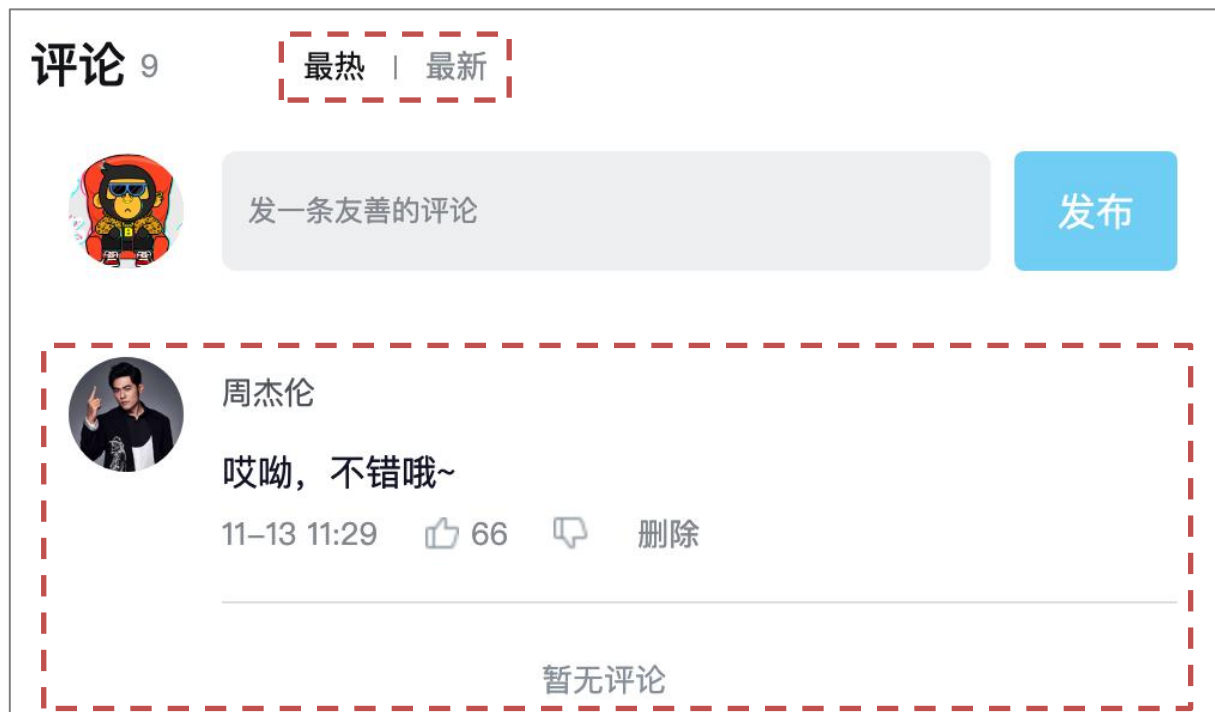 评论 9 最热 | 最新
发一条友善的评论 发布
周杰伦
哎呦，不错哦~
11-13 11:29 66 删除
暂无评论